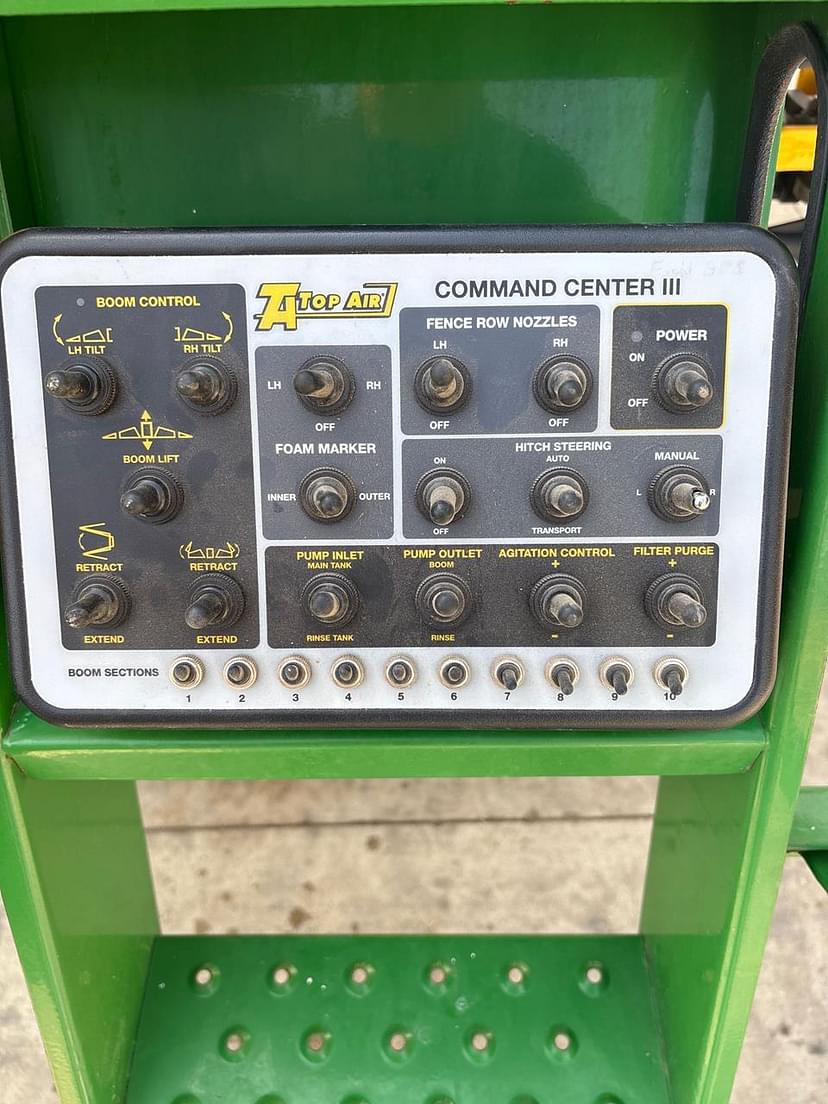 BOOM CONTROL
LH TILT
RH TILT
BOOM LIFT
RETRACT
RETRACT
EXTEND
EXTEND
TA TOP AIR
COMMAND CENTER III
LH
RH
OFF
FOAM MARKER
INNER
OUTER
FENCE ROW NOZZLES
LH
RH
OFF
OFF
POWER
ON
OFF
HITCH STEERING
ON
AUTO
MANUAL
L
R
OFF
TRANSPORT
PUMP INLET
MAIN TANK
RINSE TANK
PUMP OUTLET
BOOM
RINSE
AGITATION CONTROL
+
-
FILTER PURGE
+
-
BOOM SECTIONS
1 2 3 4 5 6 7 8 9 10